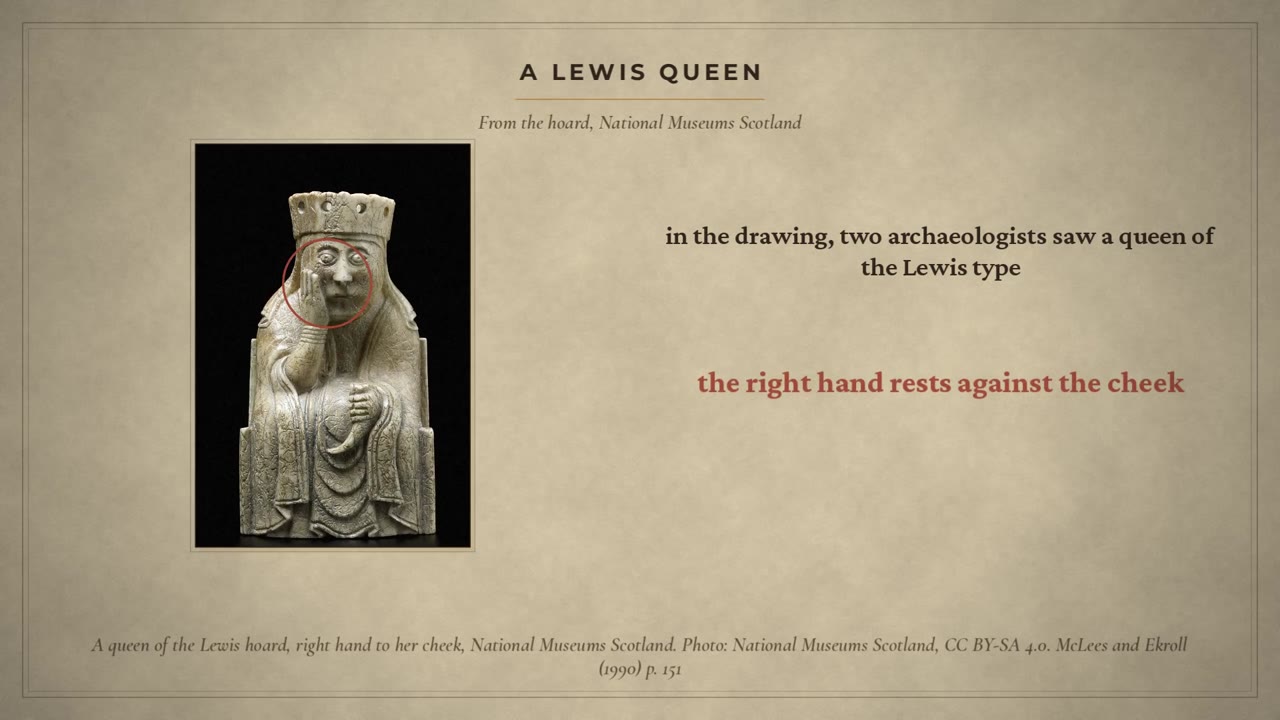 A LEWIS QUEEN
From the hoard, National Museums Scotland
in the drawing, two archaeologists saw a queen of
the Lewis type
the right hand rests against the cheek
A queen of the Lewis hoard, right hand to her cheek, National Museums Scotland. Photo: National Museums Scotland, CC BY-SA 4.0. McLees and Ekroll
(1990) p. 151